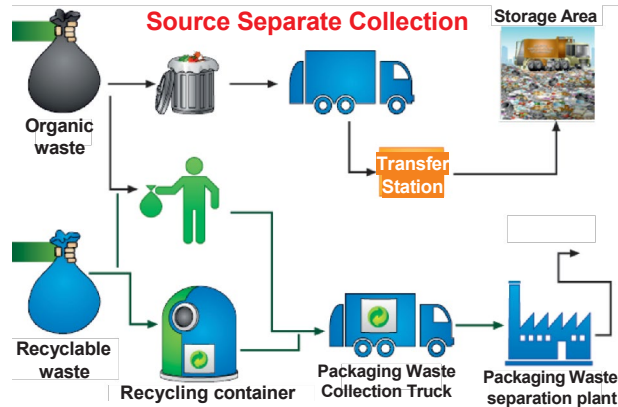 Source Separate Collection
Storage Area
Organic
waste
Transfer
Station
Recyclable
waste
Recycling container
Packaging Waste
Collection Truck
Packaging Waste
separation plant